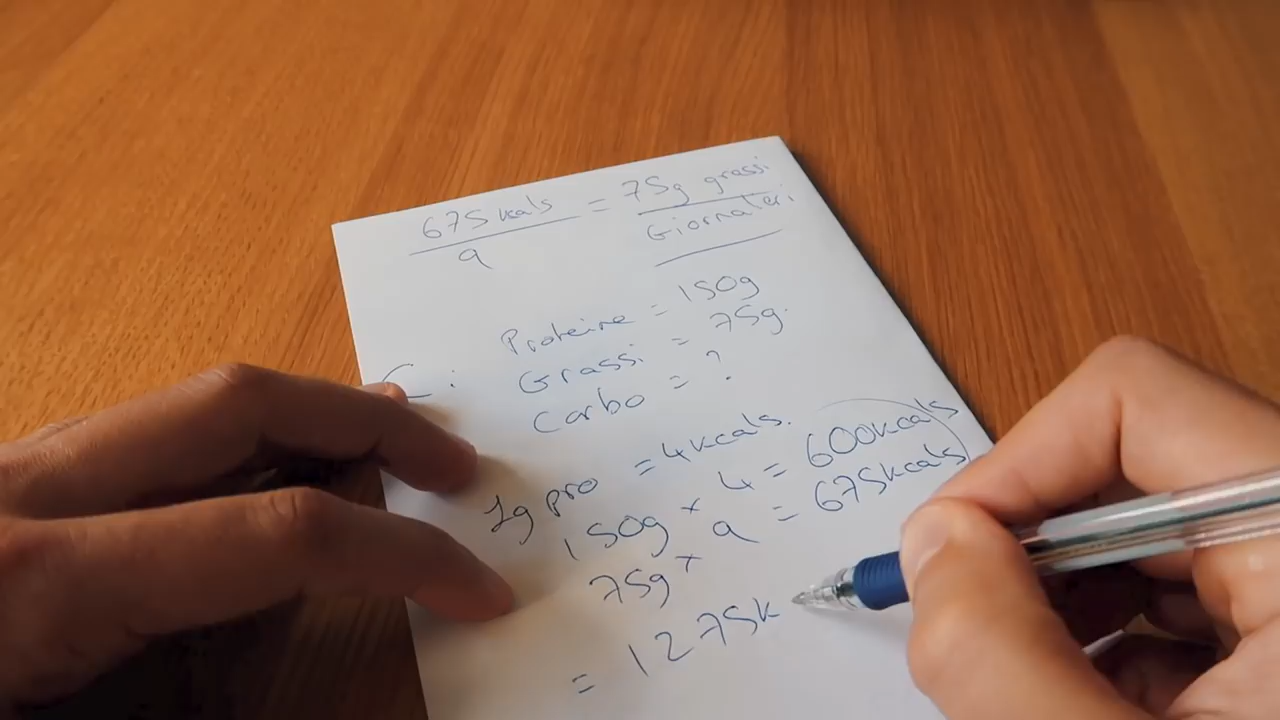 675 kcals = 75g grassi
9 Giornalieri
Proteine = 150g
Grassi = 75g.
C: Carbo = ?
1g pro = 4kcals.
150g x 4 = 600kcals
75g x 9 = 675kcals
= 1275k